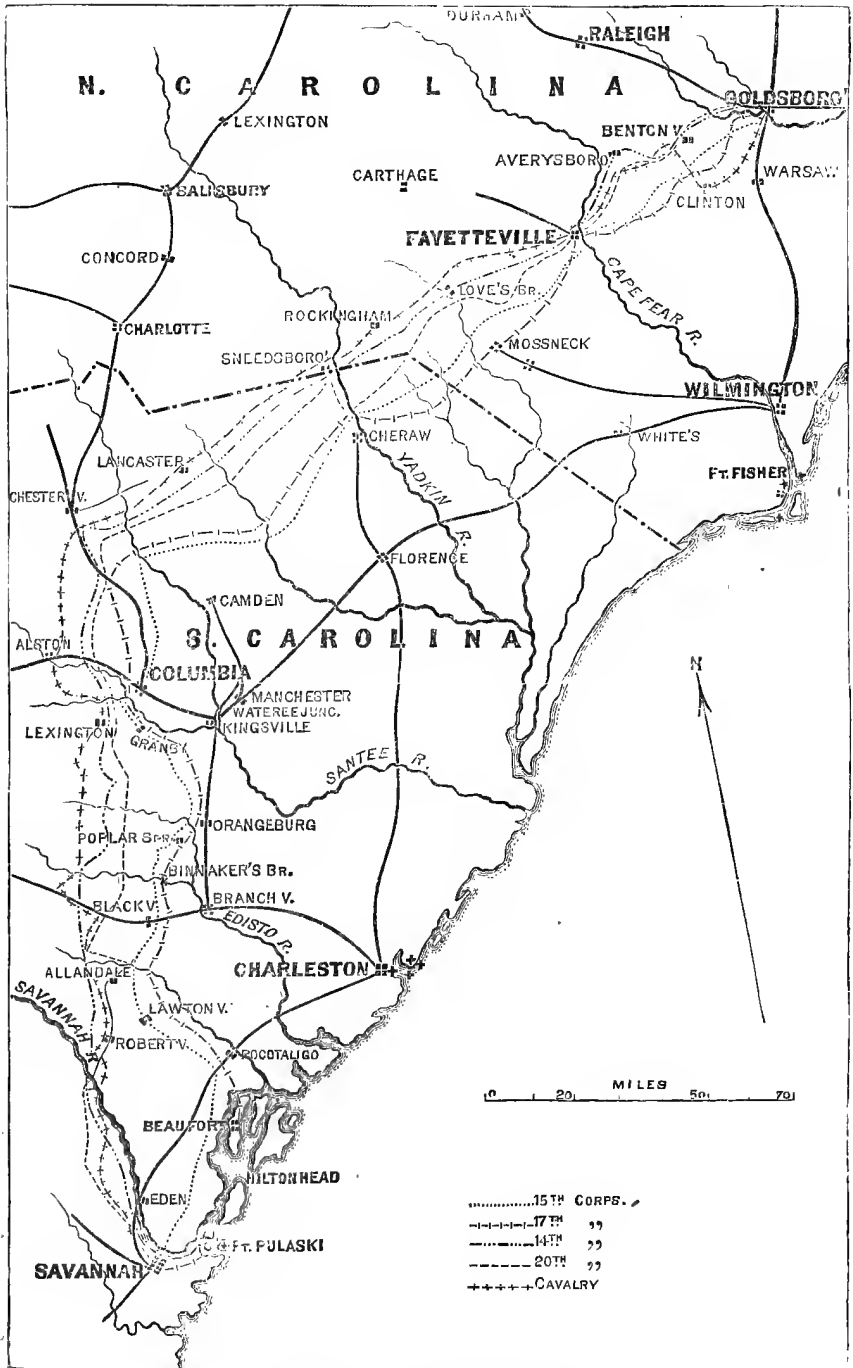 DURHAM
RALEIGH
N. CAROLINA
GOLDSBORO'
LEXINGTON
BENTON V.
AVERYSBORO
CARTHAGE
WARSAW
SALISBURY
CLINTON
FAYETTEVILLE
CONCORD
CAPE FEAR R.
LOVE'S BR.
ROCKINGHAM
CHARLOTTE
MOSSNECK
SNEEDSBORO'
WILMINGTON
CHERAW
WHITE'S
LANCASTER
YADKIN R.
FT. FISHER
CHESTER V.
FLORENCE
CAMDEN
S. CAROLINA
ALSTON
COLUMBIA
N
MANCHESTER
WATEREE JUNC.
LEXINGTON
KINGSVILLE
GRANBY
SANTEE R.
ORANGEBURG
POPLAR SPR.
BINNAKER'S BR.
BLACK V.
BRANCH V.
EDISTO R.
CHARLESTON
ALLANDALE
SAVANNAH R.
LAWTON V.
ROBERT V.
POCOTALIGO
MILES
0 20 50 70
BEAUFORT
HILTON HEAD
EDEN
15TH CORPS.
17TH ,,
FT. PULASKI
14TH ,,
SAVANNAH
20TH ,,
CAVALRY